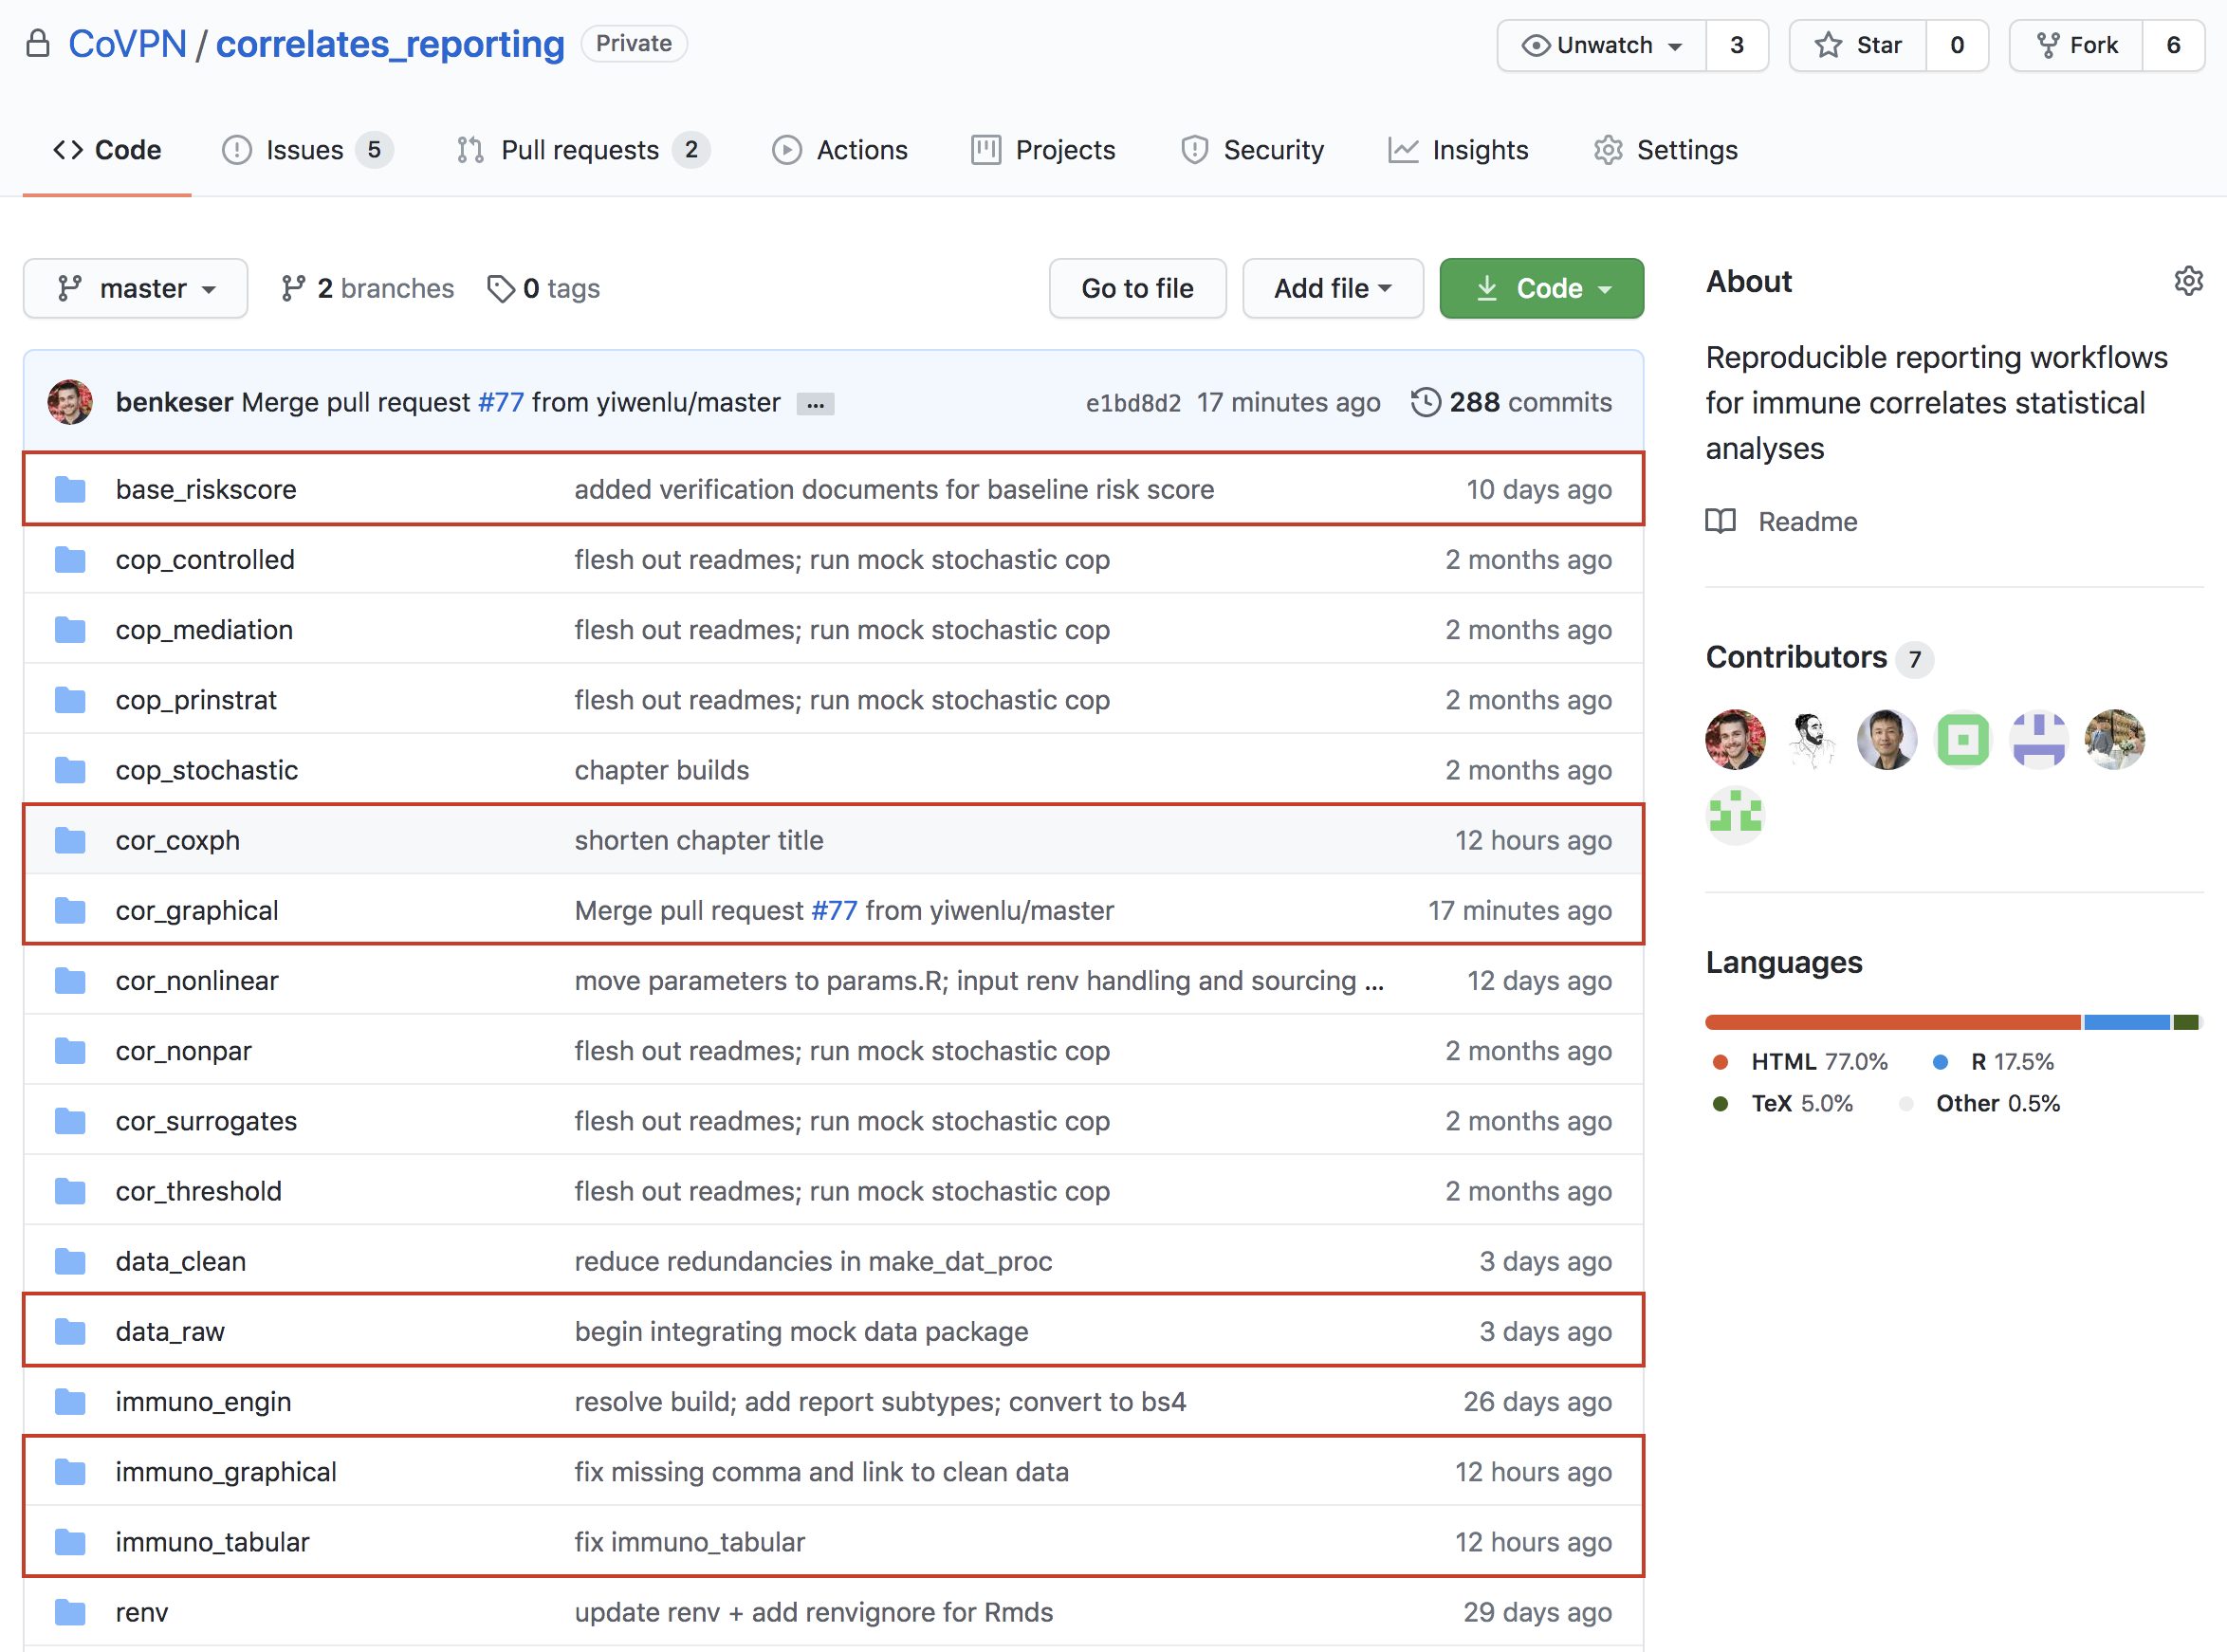 CoVPN / correlates_reporting Private
Unwatch 3 Star 0 Fork 6
Code Issues 5 Pull requests 2 Actions Projects Security Insights Settings
master 2 branches 0 tags Go to file Add file Code
benkeser Merge pull request #77 from yiwenlu/master ... e1bd8d2 17 minutes ago 288 commits
base_riskscore added verification documents for baseline risk score 10 days ago
cop_controlled flesh out readmes; run mock stochastic cop 2 months ago
cop_mediation flesh out readmes; run mock stochastic cop 2 months ago
cop_prinstrat flesh out readmes; run mock stochastic cop 2 months ago
cop_stochastic chapter builds 2 months ago
cor_coxph shorten chapter title 12 hours ago
cor_graphical Merge pull request #77 from yiwenlu/master 17 minutes ago
cor_nonlinear move parameters to params.R; input renv handling and sourcing ... 12 days ago
cor_nonpar flesh out readmes; run mock stochastic cop 2 months ago
cor_surrogates flesh out readmes; run mock stochastic cop 2 months ago
cor_threshold flesh out readmes; run mock stochastic cop 2 months ago
data_clean reduce redundancies in make_dat_proc 3 days ago
data_raw begin integrating mock data package 3 days ago
immuno_engin resolve build; add report subtypes; convert to bs4 26 days ago
immuno_graphical fix missing comma and link to clean data 12 hours ago
immuno_tabular fix immuno_tabular 12 hours ago
renv update renv + add renvignore for Rmds 29 days ago
About
Reproducible reporting workflows
for immune correlates statistical
analyses
Readme
Contributors 7
Languages
HTML 77.0% R 17.5%
TeX 5.0% Other 0.5%